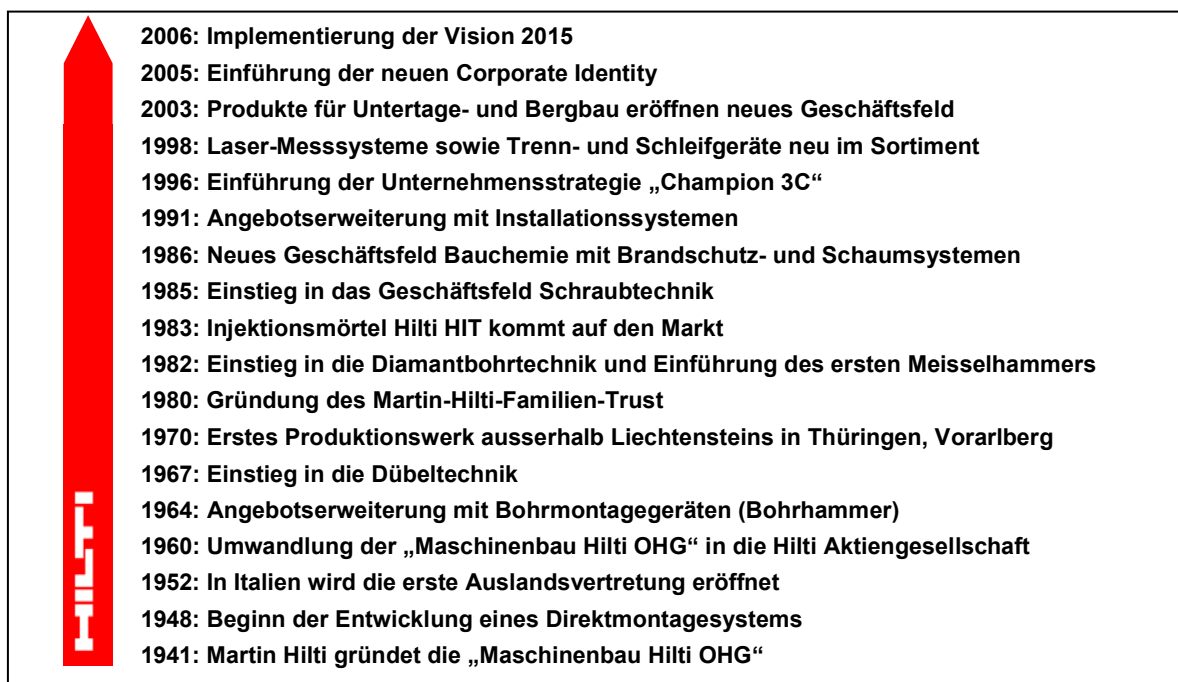 2006: Implementierung der Vision 2015
2005: Einführung der neuen Corporate Identity
2003: Produkte für Untertage- und Bergbau eröffnen neues Geschäftsfeld
1998: Laser-Messsysteme sowie Trenn- und Schleifgeräte neu im Sortiment
1996: Einführung der Unternehmensstrategie „Champion 3C“
1991: Angebotserweiterung mit Installationssystemen
1986: Neues Geschäftsfeld Bauchemie mit Brandschutz- und Schaumsystemen
1985: Einstieg in das Geschäftsfeld Schraubtechnik
1983: Injektionsmörtel Hilti HIT kommt auf den Markt
1982: Einstieg in die Diamantbohrtechnik und Einführung des ersten Meisselhammers
1980: Gründung des Martin-Hilti-Familien-Trust
1970: Erstes Produktionswerk ausserhalb Liechtensteins in Thüringen, Vorarlberg
1967: Einstieg in die Dübeltechnik
1964: Angebotserweiterung mit Bohrmontagegeräten (Bohrhammer)
1960: Umwandlung der „Maschinenbau Hilti OHG“ in die Hilti Aktiengesellschaft
1952: In Italien wird die erste Auslandsvertretung eröffnet
1948: Beginn der Entwicklung eines Direktmontagesystems
1941: Martin Hilti gründet die „Maschinenbau Hilti OHG“
HILTI